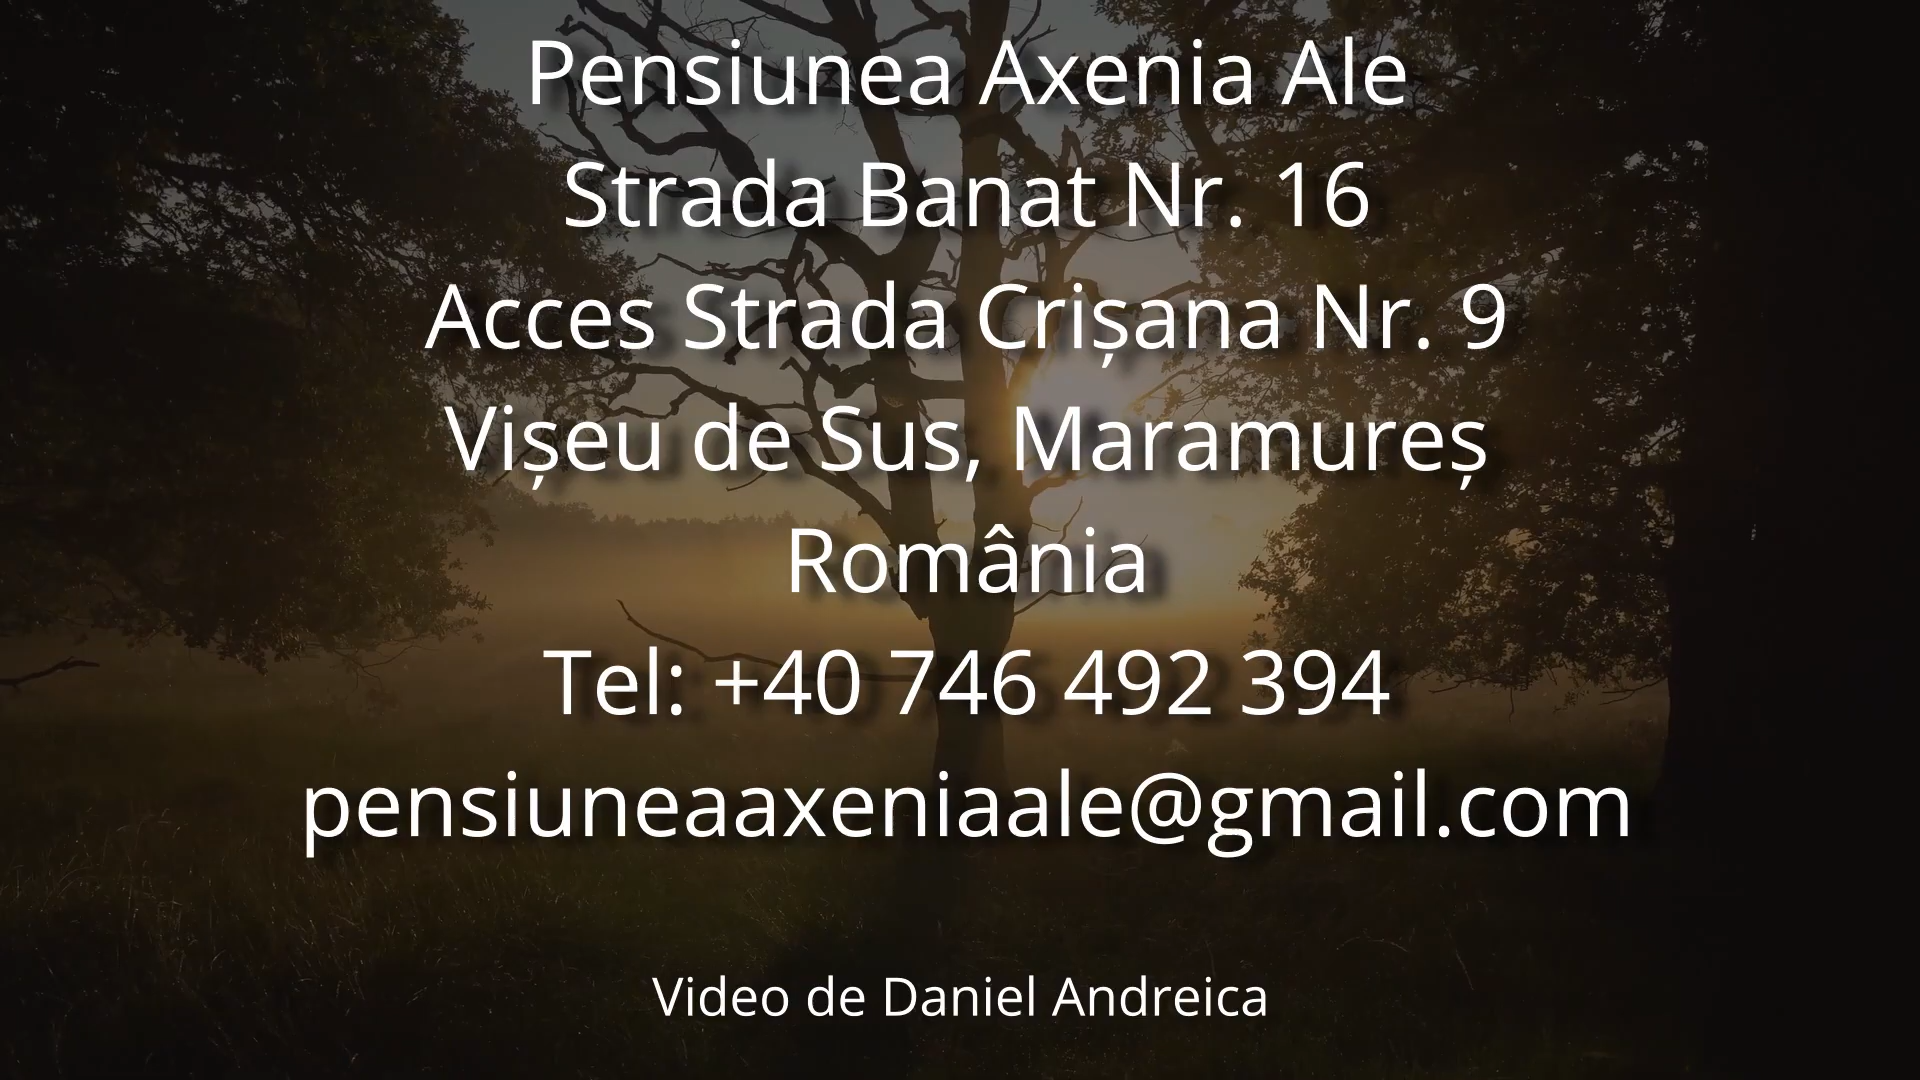 Pensiunea Axenia Ale
Strada Banat Nr. 16
Acces Strada Crișana Nr. 9
Vișeu de Sus, Maramureș
România
Tel: +40 746 492 394
pensiuneaaxeniaale@gmail.com
Video de Daniel Andreica